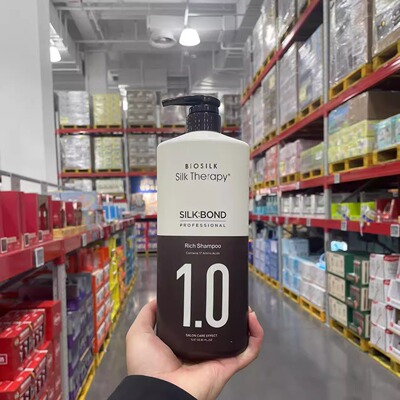 BIOSILK
Silk Therapy®
SILK:BOND
PROFESSIONAL
Rich Shampoo
1.0
SALON CARE EFFECT